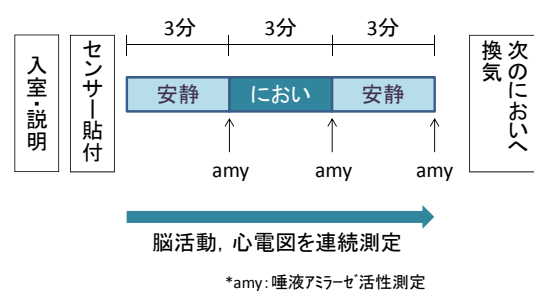 3分 3分 3分
入室・説明
センサー貼付
安静 におい 安静
次のにおいへ
換気
amy amy amy
脳活動，心電図を連続測定
*amy：唾液ｱﾐﾗｰｾﾞ活性測定